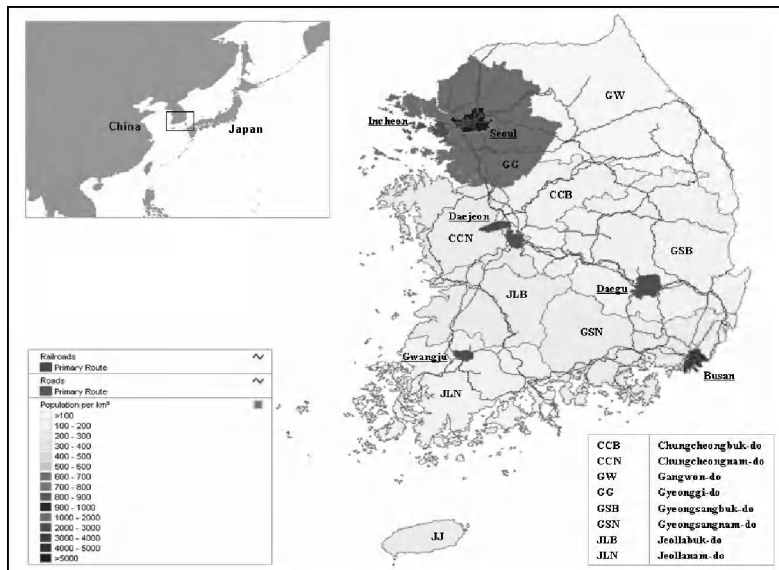 China
Japan
GW
Incheon
Seoul
GG
CCB
Daejeon
CCN
GSB
Daegu
JLB
GSN
Gwangju
Busan
JLN
JJ
Railroads
Primary Route
Roads
Primary Route
Population per km²
>100
100 - 200
200 - 300
300 - 400
400 - 500
500 - 600
600 - 700
700 - 800
800 - 900
900 - 1000
1000 - 2000
2000 - 3000
3000 - 4000
4000 - 5000
>5000
CCB Chungcheongbuk-do
CCN Chungcheongnam-do
GW Gangwon-do
GG Gyeonggi-do
GSB Gyeongsangbuk-do
GSN Gyeongsangnam-do
JLB Jeollabuk-do
JLN Jeollanam-do